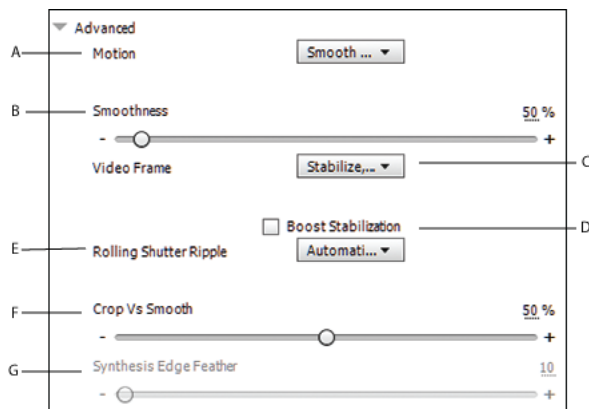 Advanced
A Motion Smooth ...
B Smoothness 50 %
- +
Video Frame Stabilize,... C
Boost Stabilization D
E Rolling Shutter Ripple Automati...
F Crop Vs Smooth 50 %
- +
G Synthesis Edge Feather 10
- +